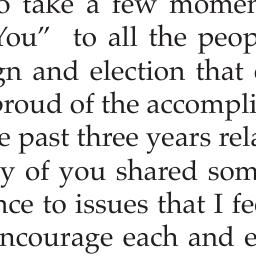 o take a few momen
You” to all the peop
gn and election that
proud of the accompli
e past three years rela
y of you shared som
nce to issues that I fe
ncourage each and e